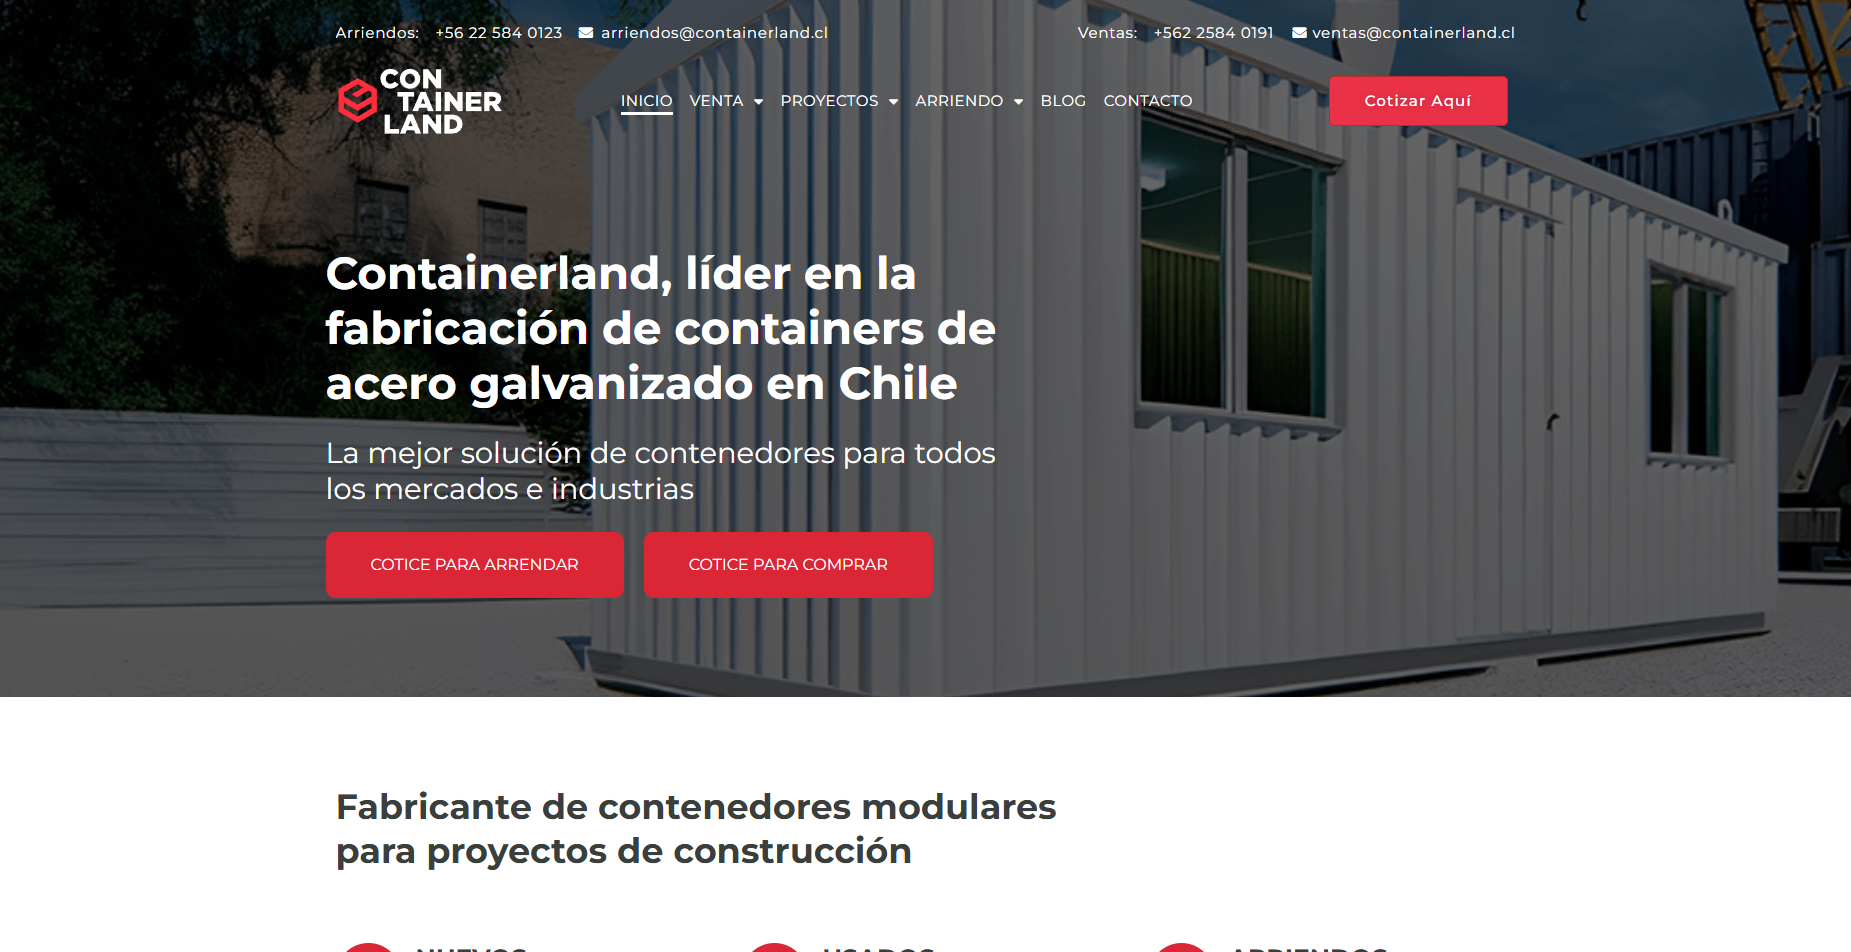 Arriendos: +56 22 584 0123 arriendos@containerland.cl Ventas: +562 2584 0191 ventas@containerland.cl
CON
TAINER
LAND
INICIO VENTA PROYECTOS ARRIENDO BLOG CONTACTO
Cotizar Aquí
Containerland, líder en la
fabricación de containers de
acero galvanizado en Chile
La mejor solución de contenedores para todos
los mercados e industrias
COTICE PARA ARRENDAR COTICE PARA COMPRAR
Fabricante de contenedores modulares
para proyectos de construcción
NUEVOS USADOS ARRIENDOS